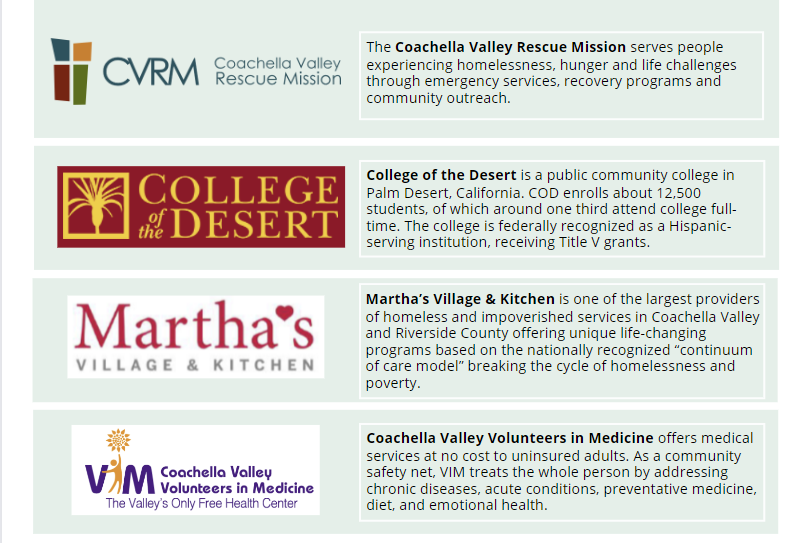 CVRM
Coachella Valley
Rescue Mission
The Coachella Valley Rescue Mission serves people
experiencing homelessness, hunger and life challenges
through emergency services, recovery programs and
community outreach.
COLLEGE
of the DESERT
College of the Desert is a public community college in
Palm Desert, California. COD enrolls about 12,500
students, of which around one third attend college full-
time. The college is federally recognized as a Hispanic-
serving institution, receiving Title V grants.
Martha's
VILLAGE & KITCHEN
Martha’s Village & Kitchen is one of the largest providers
of homeless and impoverished services in Coachella Valley
and Riverside County offering unique life-changing
programs based on the nationally recognized “continuum
of care model” breaking the cycle of homelessness and
poverty.
VIM
Coachella Valley
Volunteers in Medicine
The Valley's Only Free Health Center
Coachella Valley Volunteers in Medicine offers medical
services at no cost to uninsured adults. As a community
safety net, VIM treats the whole person by addressing
chronic diseases, acute conditions, preventative medicine,
diet, and emotional health.